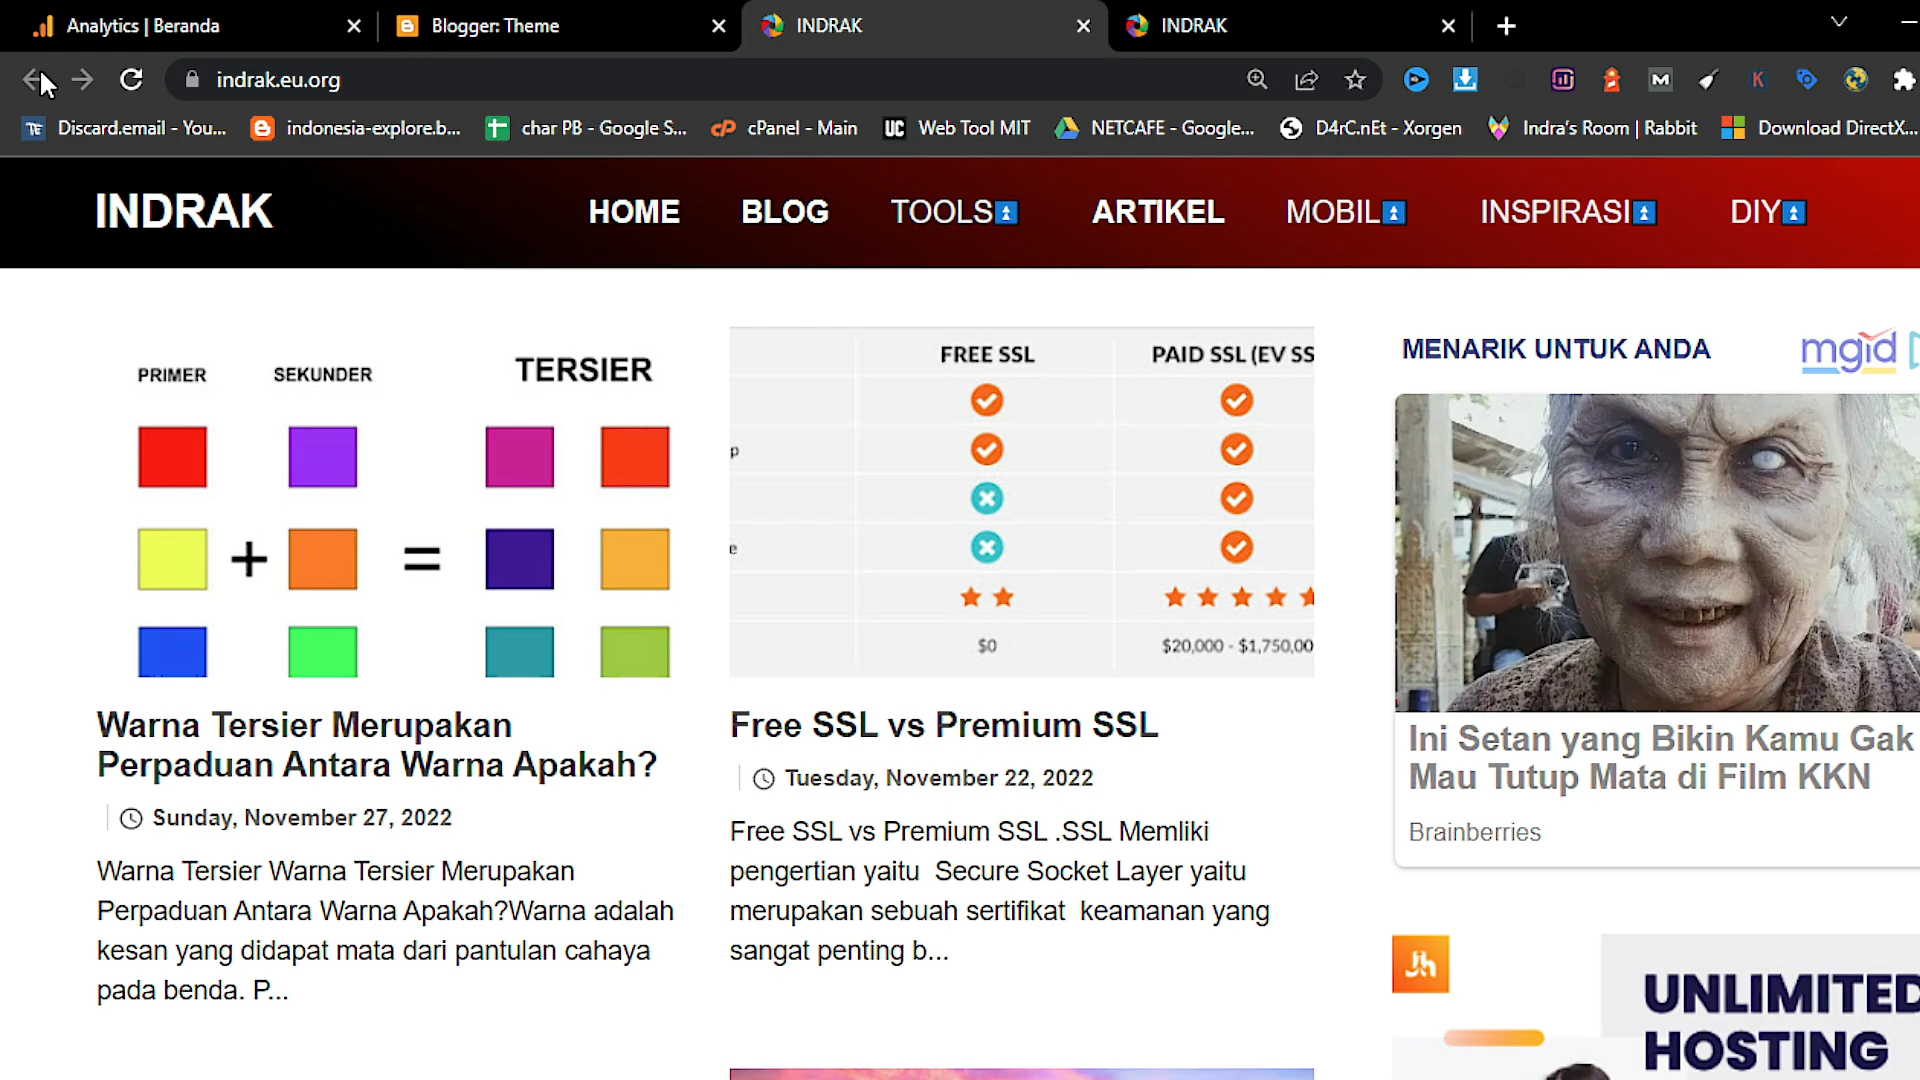 Analytics | Beranda
Blogger: Theme
INDRAK
INDRAK
indrak.eu.org
Discard.email - You...
indonesia-explore.b...
char PB - Google S...
cPanel - Main
UC Web Tool MIT
NETCAFE - Google...
D4rC.nEt - Xorgen
Indra's Room | Rabbit
Download DirectX...
INDRAK
HOME
BLOG
TOOLS
ARTIKEL
MOBIL
INSPIRASI
DIY
PRIMER
SEKUNDER
TERSIER
+
=
Warna Tersier Merupakan
Perpaduan Antara Warna Apakah?
Sunday, November 27, 2022
Warna Tersier Warna Tersier Merupakan
Perpaduan Antara Warna Apakah?Warna adalah
kesan yang didapat mata dari pantulan cahaya
pada benda. P...
FREE SSL
PAID SSL (EV SS
p
e
$0
$20,000 - $1,750,00
Free SSL vs Premium SSL
Tuesday, November 22, 2022
Free SSL vs Premium SSL .SSL Memliki
pengertian yaitu  Secure Socket Layer yaitu
merupakan sebuah sertifikat  keamanan yang
sangat penting b...
MENARIK UNTUK ANDA
mgid
Ini Setan yang Bikin Kamu Gak
Mau Tutup Mata di Film KKN
Brainberries
Jh
UNLIMITED
HOSTING